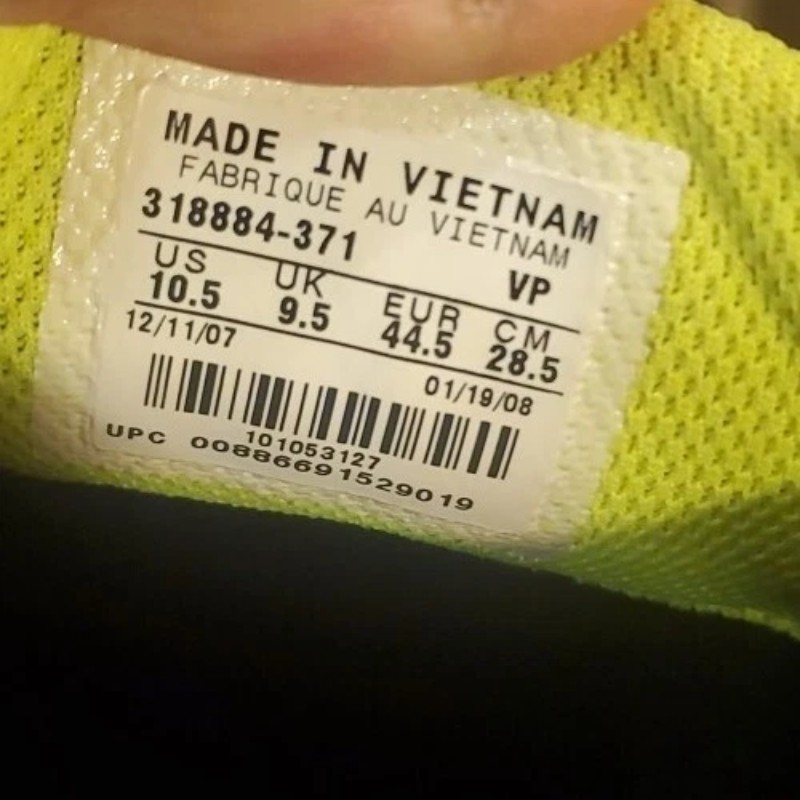 MADE IN VIETNAM
FABRIQUE AU VIETNAM
318884-371 VP
US UK EUR CM
10.5 9.5 44.5 28.5
12/11/07 01/19/08
101053127
UPC 00886691529019